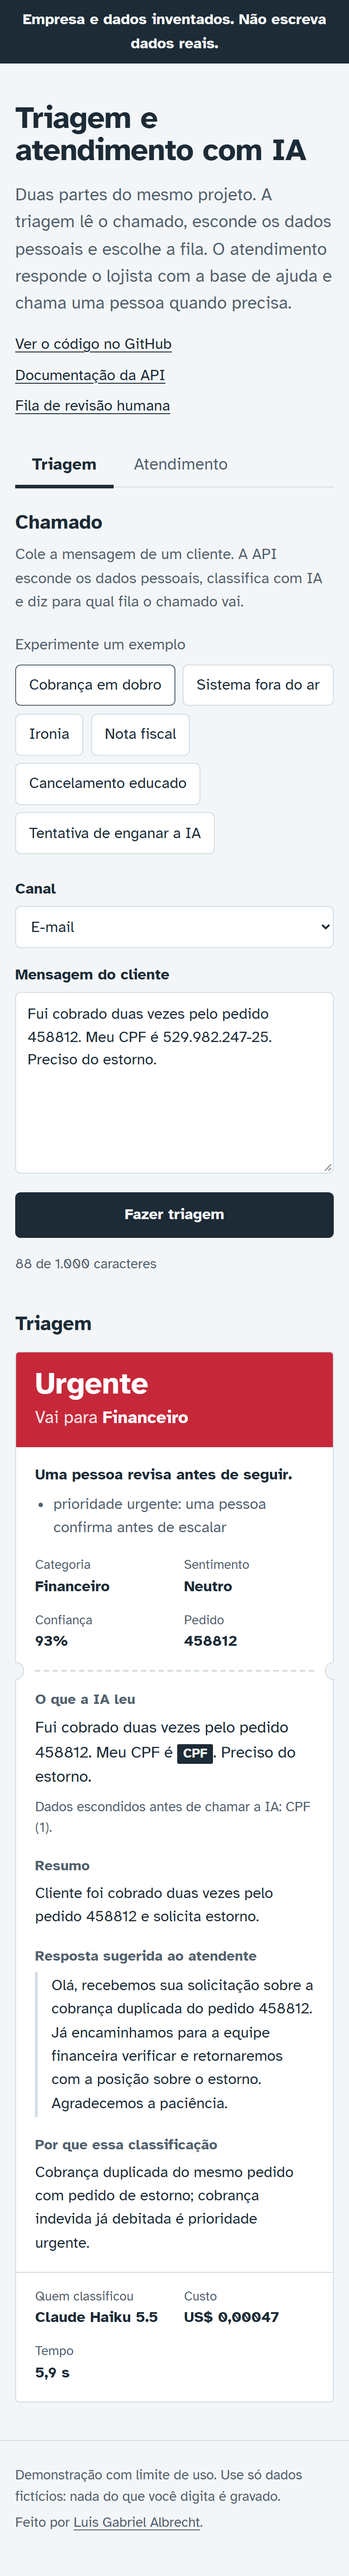 Empresa e dados inventados. Não escreva
dados reais.
Triagem e
atendimento com IA
Duas partes do mesmo projeto. A
triagem lê o chamado, esconde os dados
pessoais e escolhe a fila. O atendimento
responde o lojista com a base de ajuda e
chama uma pessoa quando precisa.
Ver o código no GitHub
Documentação da API
Fila de revisão humana
Triagem Atendimento
Chamado
Cole a mensagem de um cliente. A API
esconde os dados pessoais, classifica com IA
e diz para qual fila o chamado vai.
Experimente um exemplo
Cobrança em dobro Sistema fora do ar
Ironia Nota fiscal
Cancelamento educado
Tentativa de enganar a IA
Canal
E-mail
Mensagem do cliente
Fui cobrado duas vezes pelo pedido
458812. Meu CPF é 529.982.247-25.
Preciso do estorno.
Fazer triagem
88 de 1.000 caracteres
Triagem
Urgente
Vai para Financeiro
Uma pessoa revisa antes de seguir.
• prioridade urgente: uma pessoa
confirma antes de escalar
Categoria Sentimento
Financeiro Neutro
Confiança Pedido
93% 458812
O que a IA leu
Fui cobrado duas vezes pelo pedido
458812. Meu CPF é CPF. Preciso do
estorno.
Dados escondidos antes de chamar a IA: CPF
(1).
Resumo
Cliente foi cobrado duas vezes pelo
pedido 458812 e solicita estorno.
Resposta sugerida ao atendente
Olá, recebemos sua solicitação sobre a
cobrança duplicada do pedido 458812.
Já encaminhamos para a equipe
financeira verificar e retornaremos
com a posição sobre o estorno.
Agradecemos a paciência.
Por que essa classificação
Cobrança duplicada do mesmo pedido
com pedido de estorno; cobrança
indevida já debitada é prioridade
urgente.
Quem classificou Custo
Claude Haiku 5.5 US$ 0,00047
Tempo
5,9 s
Demonstração com limite de uso. Use só dados
fictícios: nada do que você digita é gravado.
Feito por Luis Gabriel Albrecht.